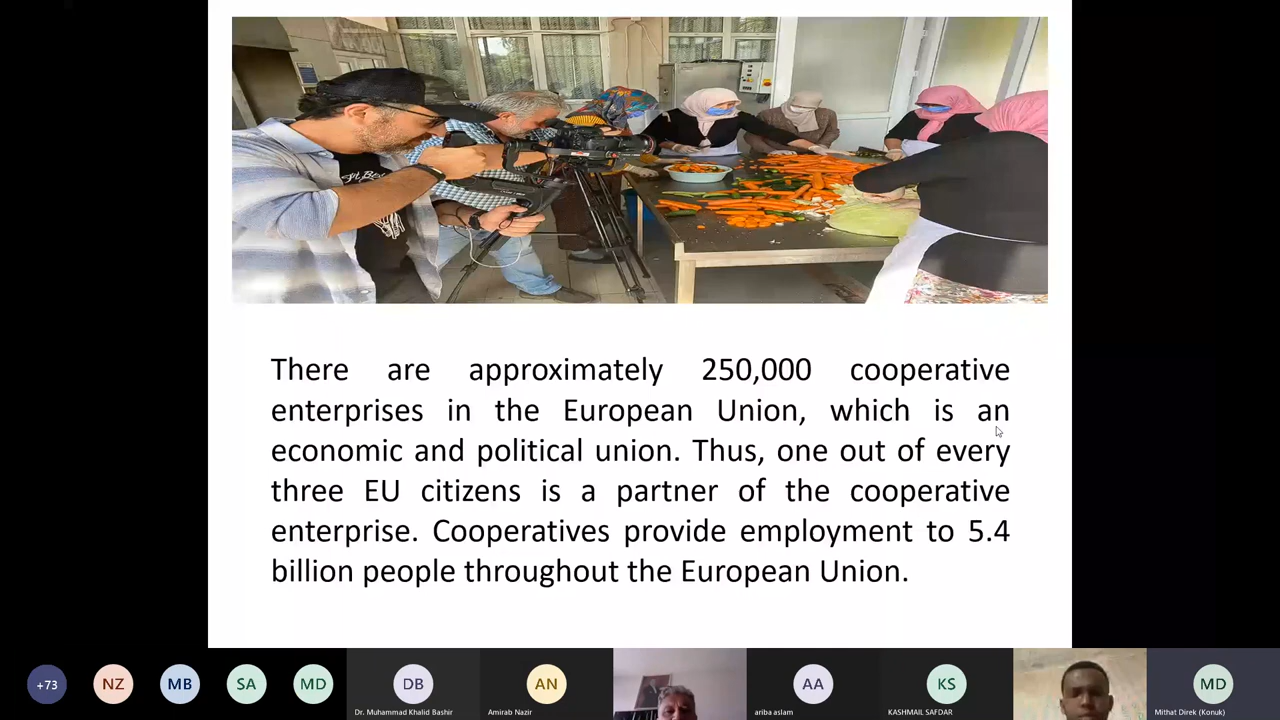 There are approximately 250,000 cooperative
enterprises in the European Union, which is an
economic and political union. Thus, one out of every
three EU citizens is a partner of the cooperative
enterprise. Cooperatives provide employment to 5.4
billion people throughout the European Union.
+73
NZ
MB
SA
MD
DB
Dr. Muhammad Khalid Bashir
AN
Amirab Nazir
AA
ariba aslam
KS
KASHMAIL SAFDAR
MD
Mithat Direk (Konuk)